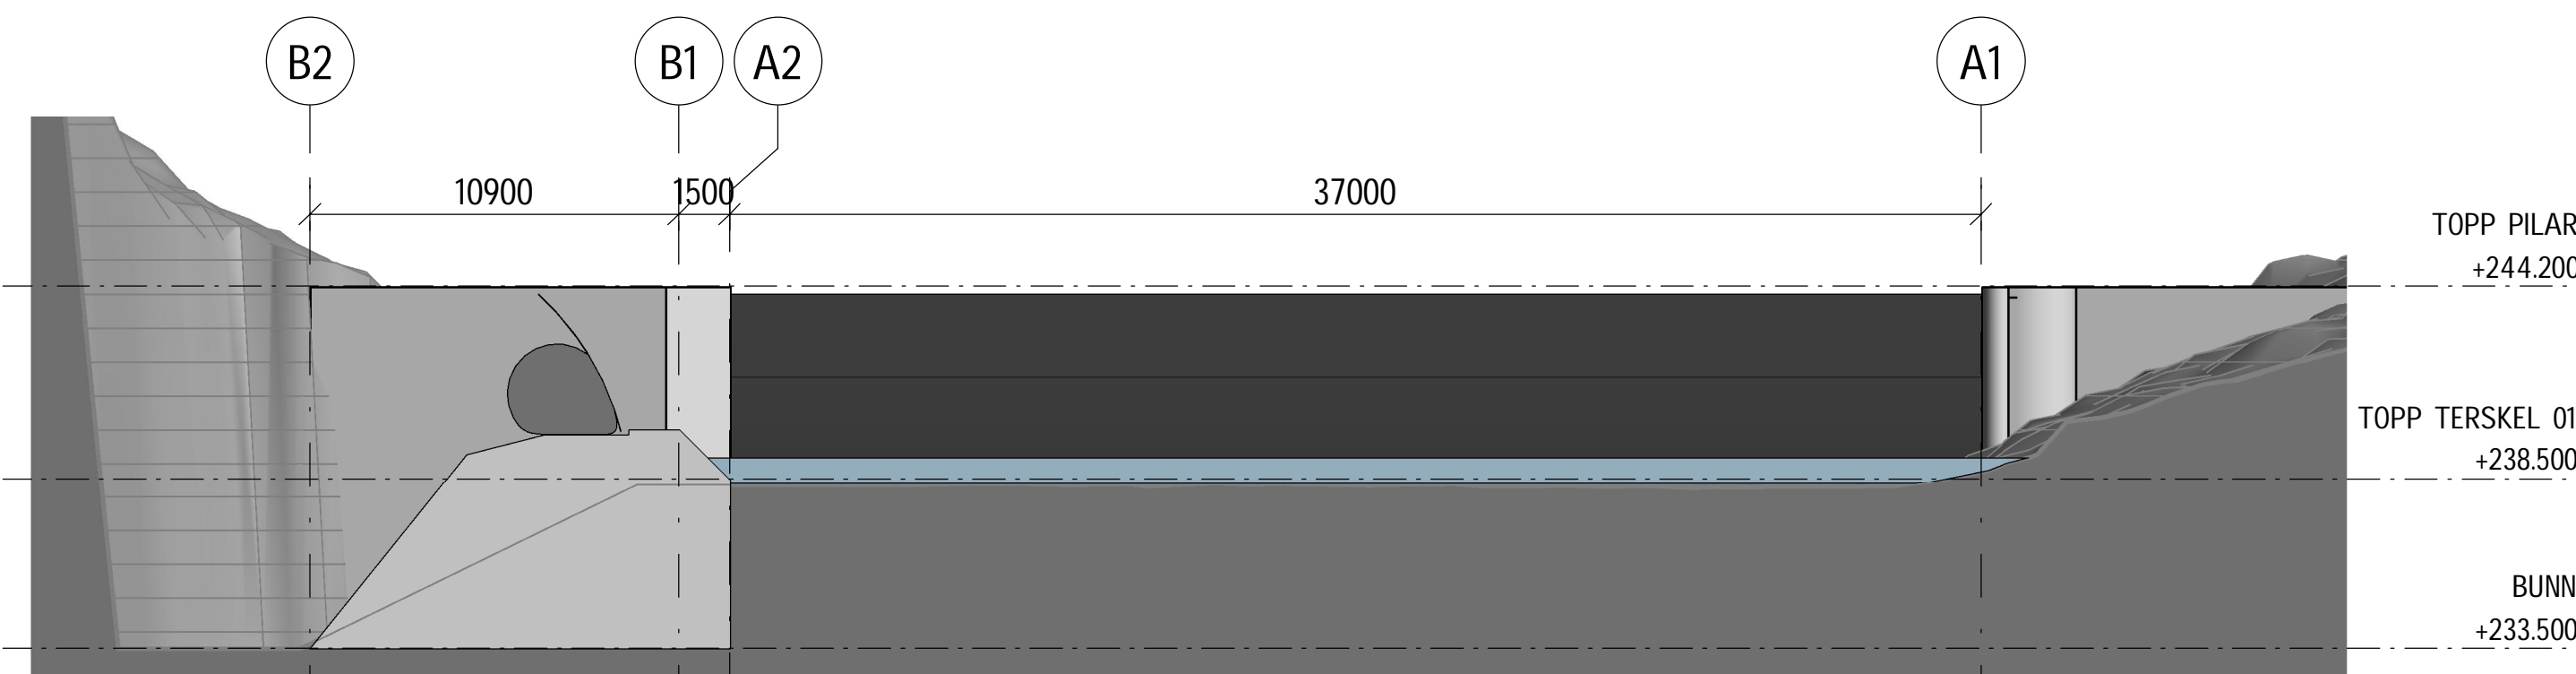 B2
B1
A2
A1
10900
1500
37000
TOPP PILAR
+244.200
TOPP TERSKEL 01
+238.500
BUNN
+233.500